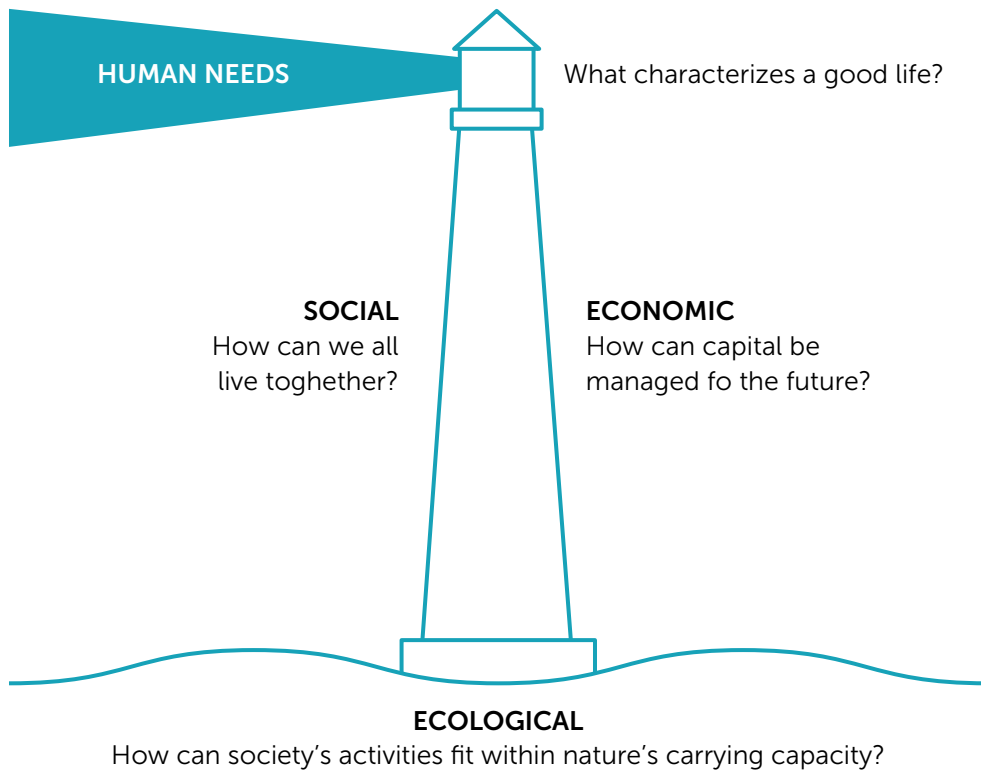 HUMAN NEEDS
What characterizes a good life?
SOCIAL
How can we all
live toghether?
ECONOMIC
How can capital be
managed fo the future?
ECOLOGICAL
How can society’s activities fit within nature’s carrying capacity?